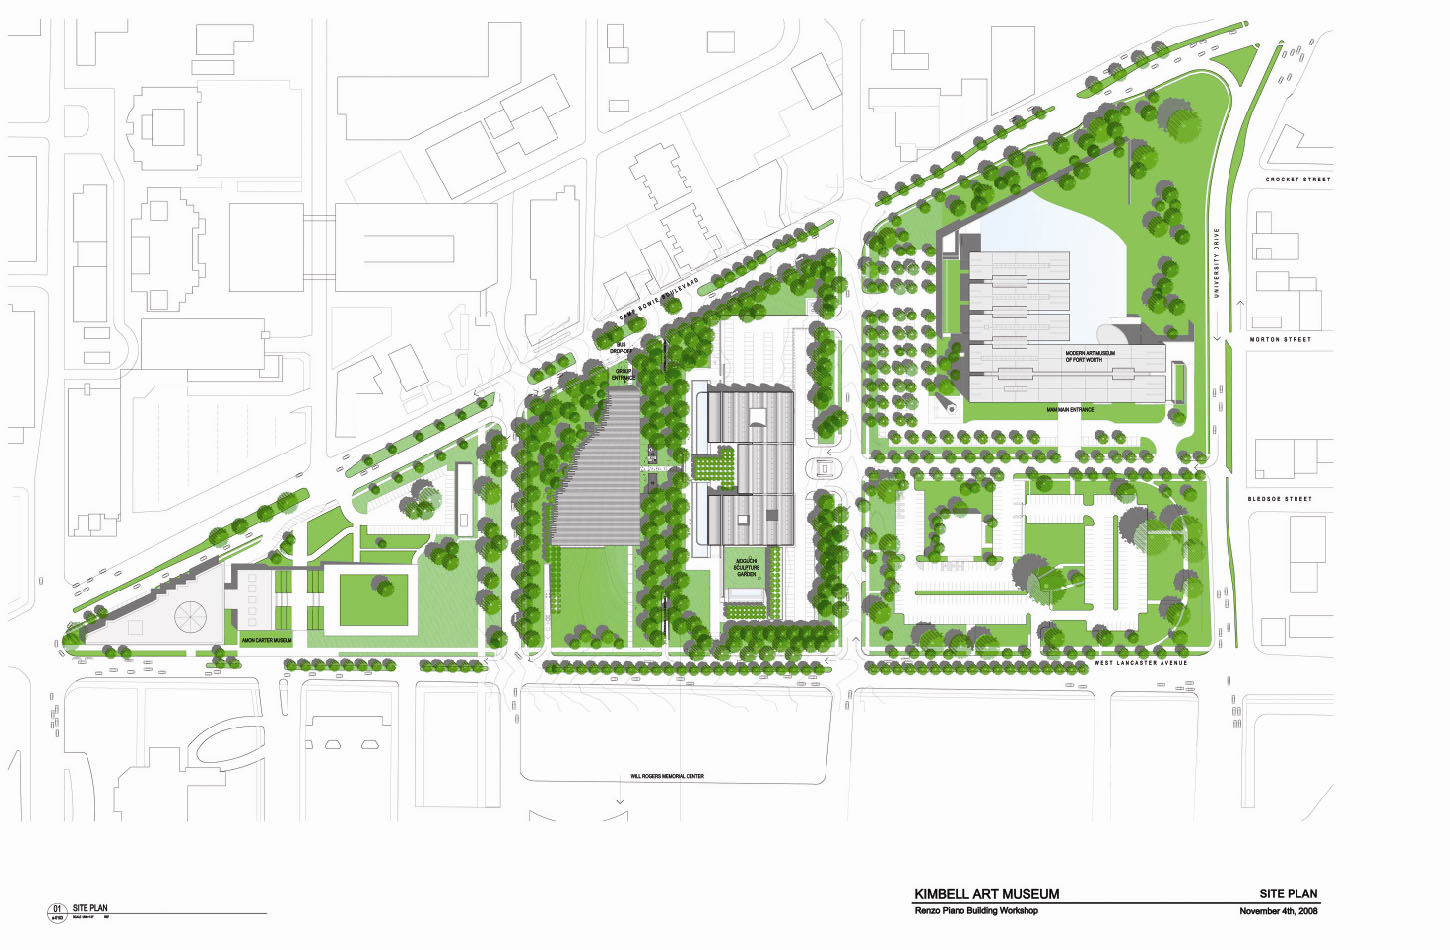 CROCKET STREET
UNIVERSITY DRIVE
CAMP BOWIE BOULEVARD
MORTON STREET
BUS
DROP-OFF
GROUP
ENTRANCE
MODERN ART MUSEUM
OF FORT WORTH
MAM MAIN ENTRANCE
BLEDSOE STREET
NOGUCHI
SCULPTURE
GARDEN
AMON CARTER MUSEUM
WEST LANCASTER AVENUE
WILL ROGERS MEMORIAL CENTER
KIMBELL ART MUSEUM
SITE PLAN
Renzo Piano Building Workshop
November 4th, 2008
01
SITE PLAN